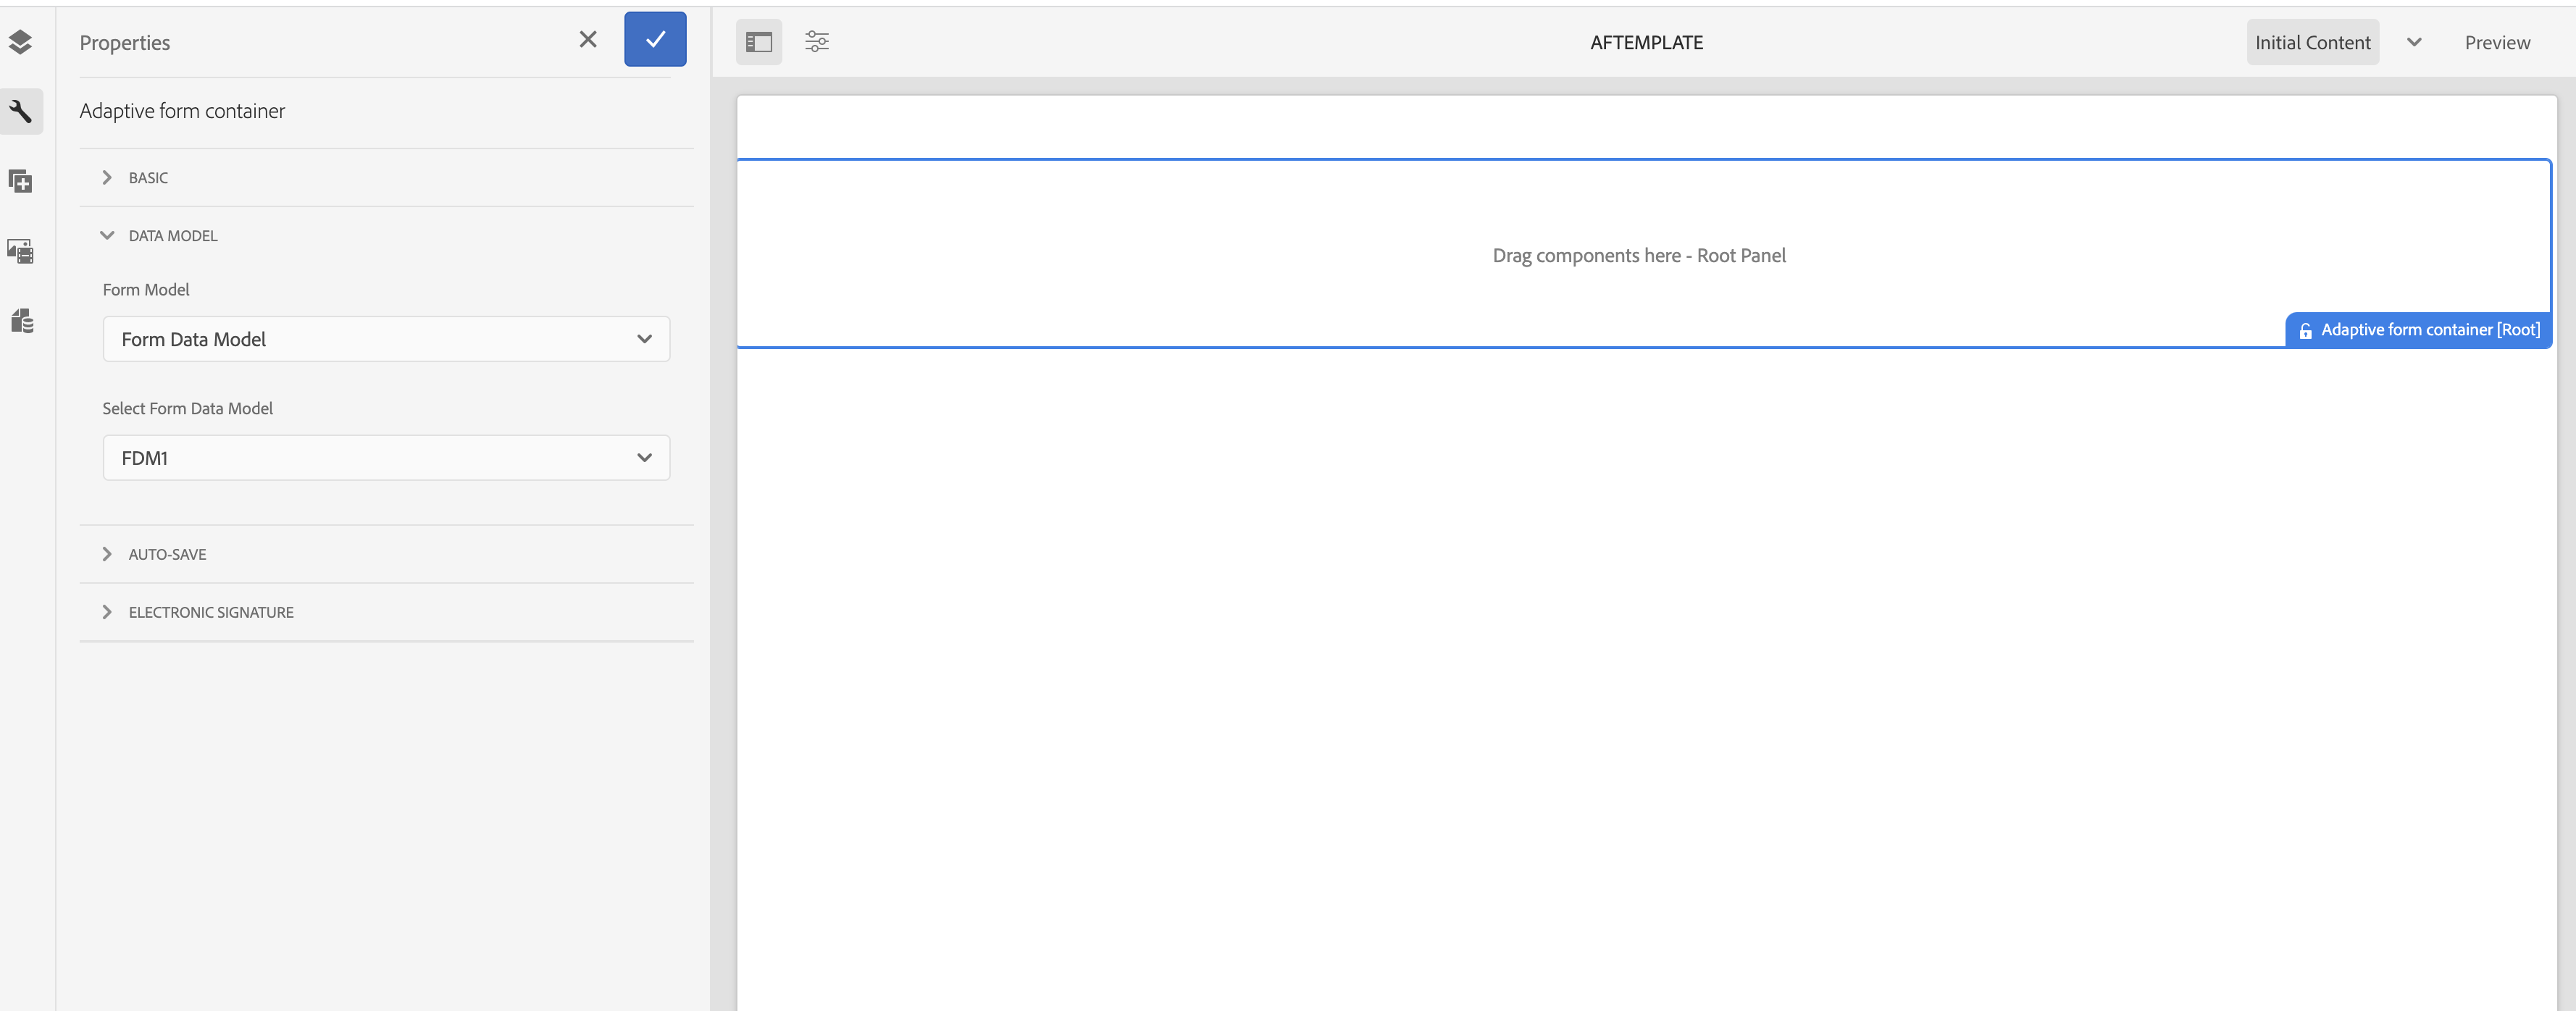 Properties
AFTEMPLATE
Initial Content
Preview
Adaptive form container
BASIC
DATA MODEL
Form Model
Form Data Model
Select Form Data Model
FDM1
AUTO-SAVE
ELECTRONIC SIGNATURE
Drag components here - Root Panel
Adaptive form container [Root]